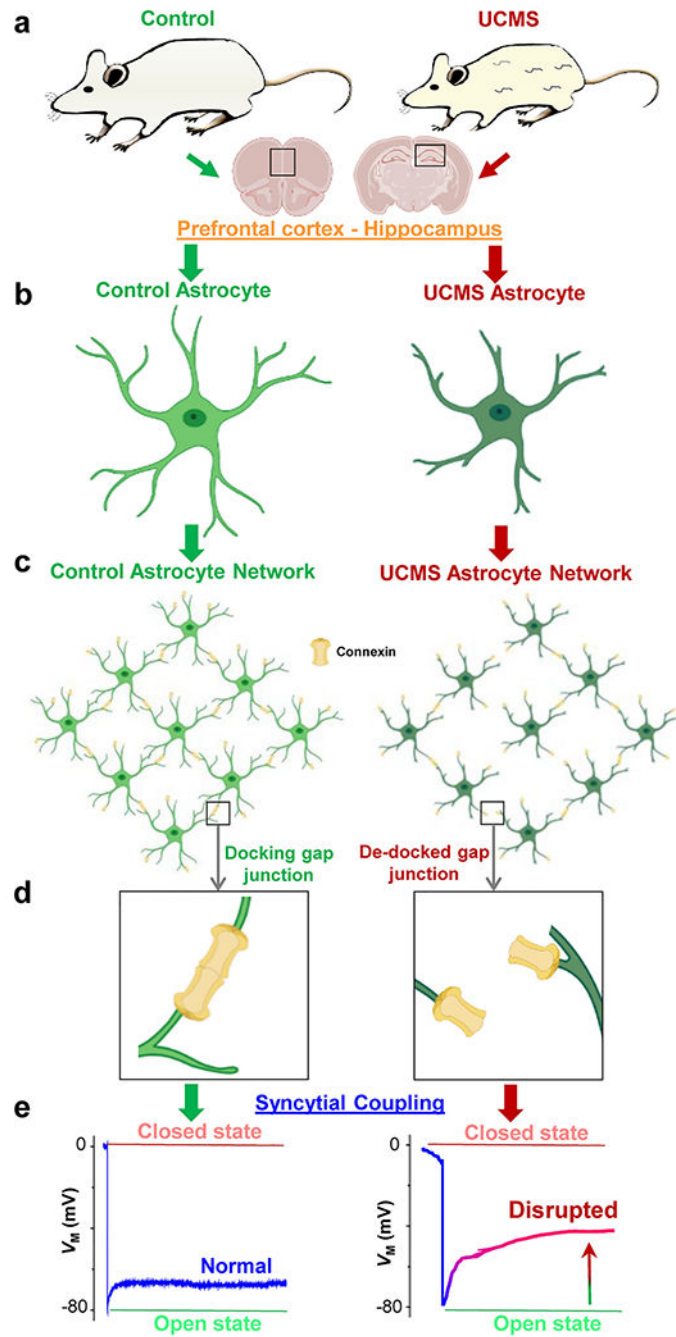 a
Control
UCMS
Prefrontal cortex - Hippocampus
b
Control Astrocyte
UCMS Astrocyte
c
Control Astrocyte Network
UCMS Astrocyte Network
Connexin
Docking gap
junction
De-docked gap
junction
d
e
Syncytial Coupling
0
Closed state
V_M (mV)
Normal
-80
Open state
0
Closed state
V_M (mV)
Disrupted
-80
Open state